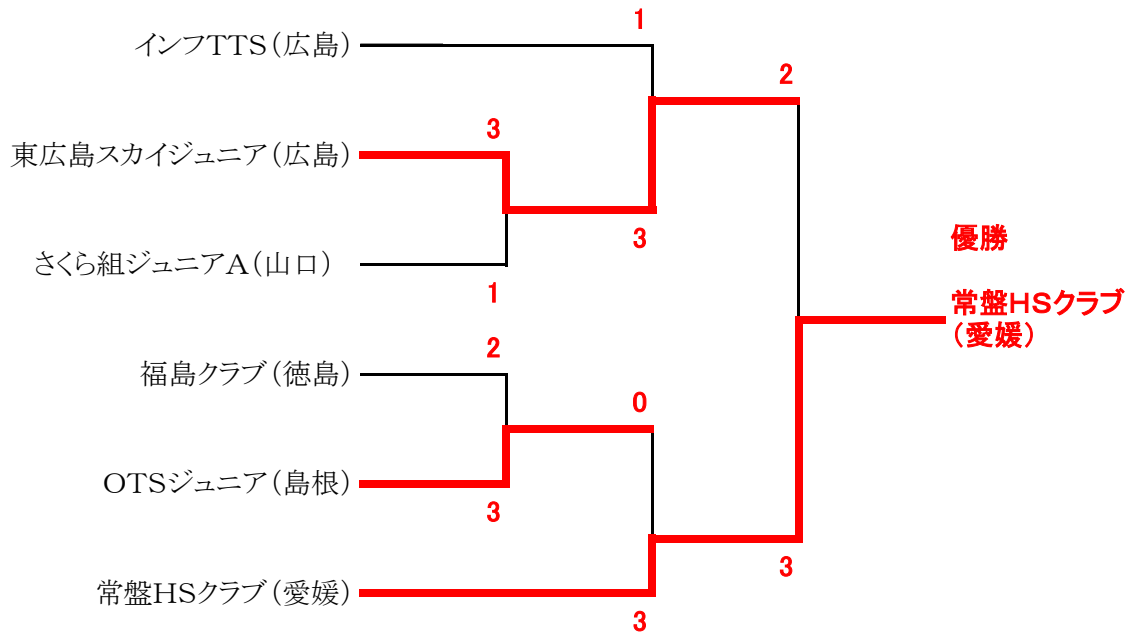 1
インフTTS（広島）
2
3
東広島スカイジュニア（広島）
3
優勝
さくら組ジュニアA（山口）
1
常盤HSクラブ
（愛媛）
2
福島クラブ（徳島）
0
OTSジュニア（島根）
3
3
常盤HSクラブ（愛媛）
3